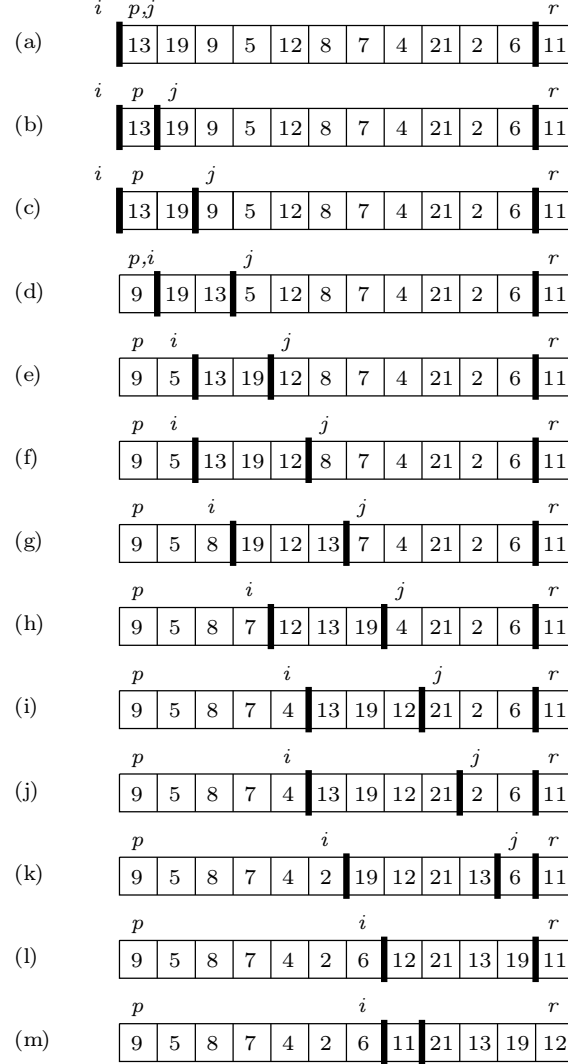 i p,j r
(a) 13 19 9 5 12 8 7 4 21 2 6 11
i p j r
(b) 13 19 9 5 12 8 7 4 21 2 6 11
i p j r
(c) 13 19 9 5 12 8 7 4 21 2 6 11
p,i j r
(d) 9 19 13 5 12 8 7 4 21 2 6 11
p i j r
(e) 9 5 13 19 12 8 7 4 21 2 6 11
p i j r
(f) 9 5 13 19 12 8 7 4 21 2 6 11
p i j r
(g) 9 5 8 19 12 13 7 4 21 2 6 11
p i j r
(h) 9 5 8 7 12 13 19 4 21 2 6 11
p i j r
(i) 9 5 8 7 4 13 19 12 21 2 6 11
p i j r
(j) 9 5 8 7 4 13 19 12 21 2 6 11
p i j r
(k) 9 5 8 7 4 2 19 12 21 13 6 11
p i r
(l) 9 5 8 7 4 2 6 12 21 13 19 11
p i r
(m) 9 5 8 7 4 2 6 11 21 13 19 12